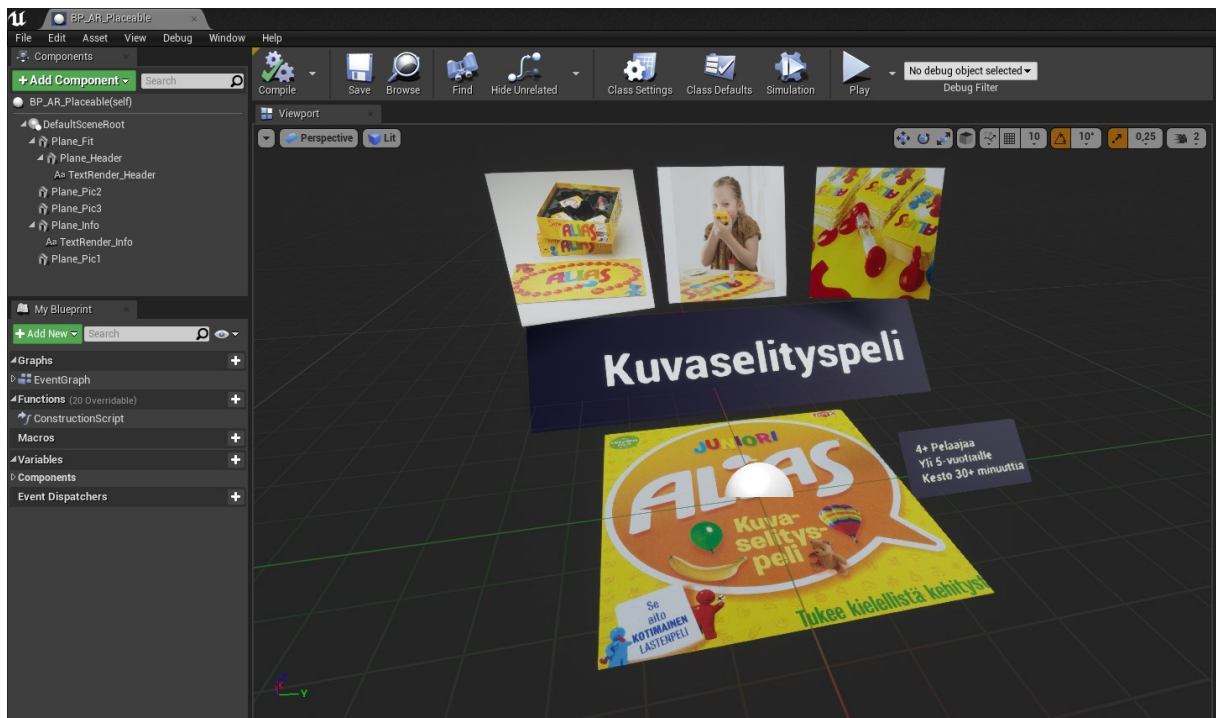 BP_AR_Placeable
File Edit Asset View Debug Window Help
Components
+Add Component
Search
BP_AR_Placeable(self)
DefaultSceneRoot
Plane_Fit
Plane_Header
TextRender_Header
Plane_Pic2
Plane_Pic3
Plane_Info
TextRender_Info
Plane_Pic1
My Blueprint
+Add New
Search
Graphs
EventGraph
Functions (20 Overridable)
ConstructionScript
Macros
Variables
Components
Event Dispatchers
Compile
Save
Browse
Find
Hide Unrelated
Class Settings
Class Defaults
Simulation
Play
No debug object selected
Debug Filter
Viewport
Perspective
Lit
10
10°
0,25
2
ALIAS
ALIAS
ALIAS
Kuvaselityspeli
JUNIORI
ALIAS
Kuva-
selitys-
peli
Se
aito
KOTIMAINEN
LASTENPELI
Tukee kielellistä kehityst
4+ Pelaajaa
Yli 5-vuotiaille
Kesto 30+ minuuttia
Y